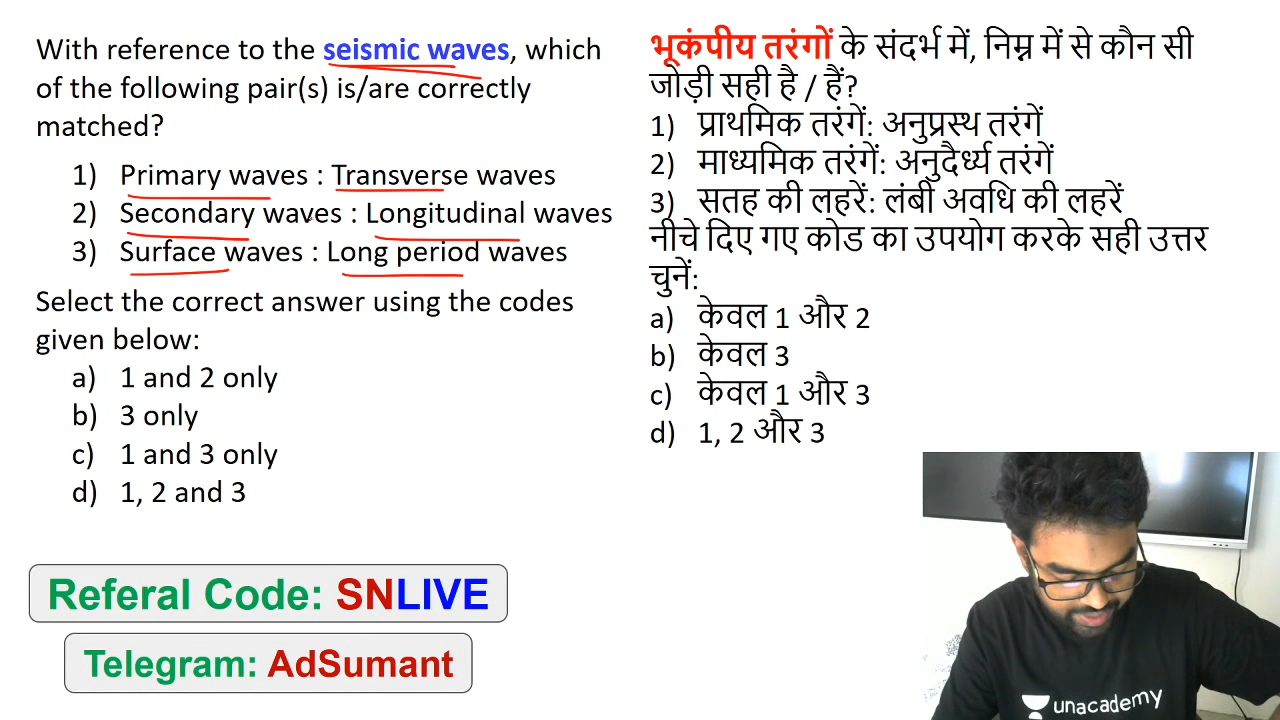 With reference to the seismic waves, which
of the following pair(s) is/are correctly
matched?
1) Primary waves : Transverse waves
2) Secondary waves : Longitudinal waves
3) Surface waves : Long period waves
Select the correct answer using the codes
given below:
a) 1 and 2 only
b) 3 only
c) 1 and 3 only
d) 1, 2 and 3
भूकंपीय तरंगों के संदर्भ में, निम्न में से कौन सी
जोड़ी सही है / हैं?
1) प्राथमिक तरंगें: अनुप्रस्थ तरंगें
2) माध्यमिक तरंगें: अनुदैर्ध्य तरंगें
3) सतह की लहरें: लंबी अवधि की लहरें
नीचे दिए गए कोड का उपयोग करके सही उत्तर
चुनें:
a) केवल 1 और 2
b) केवल 3
c) केवल 1 और 3
d) 1, 2 और 3
Referal Code: SNLIVE
Telegram: AdSumant
unacademy